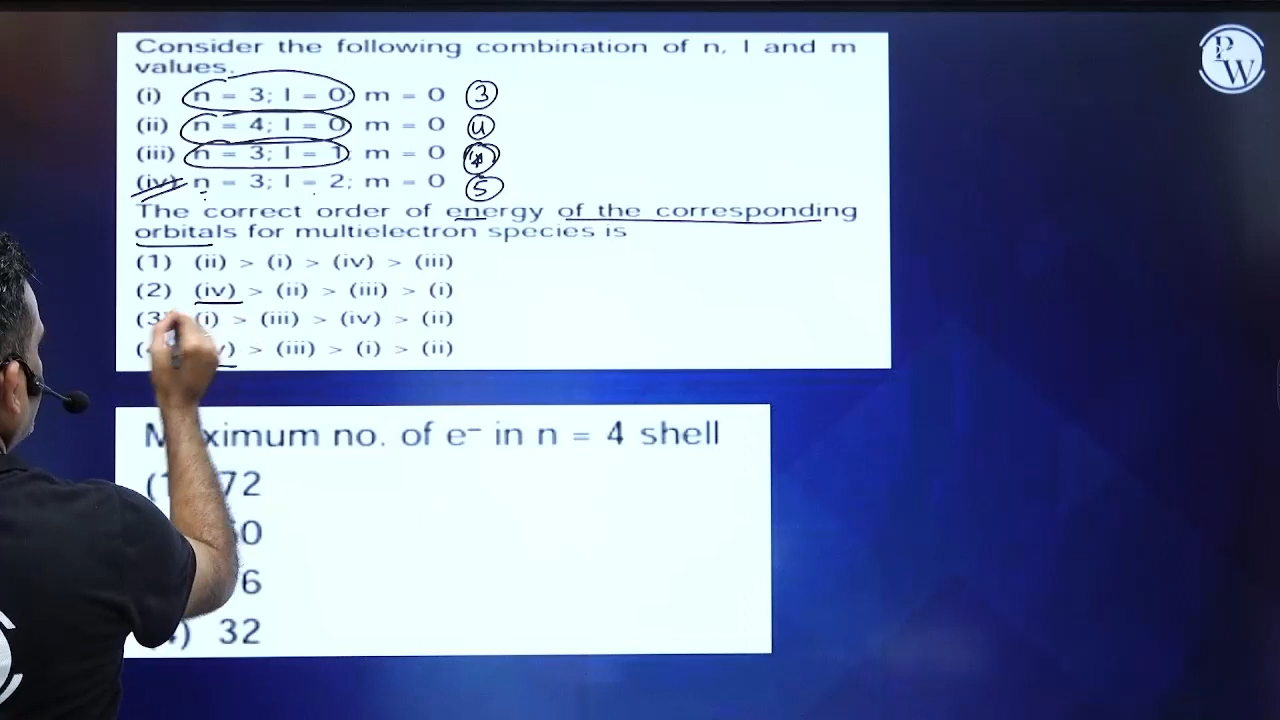 PW
Consider the following combination of n, l and m
values.
(i) n = 3; l = 0; m = 0 3
(ii) n = 4; l = 0; m = 0 4
(iii) n = 3; l = 1; m = 0
(iv) n = 3; l = 2; m = 0 5
The correct order of energy of the corresponding
orbitals for multielectron species is
(1) (ii) > (i) > (iv) > (iii)
(2) (iv) > (ii) > (iii) > (i)
(3) (i) > (iii) > (iv) > (ii)
> (iii) > (i) > (ii)
Maximum no. of e⁻ in n = 4 shell
72
32